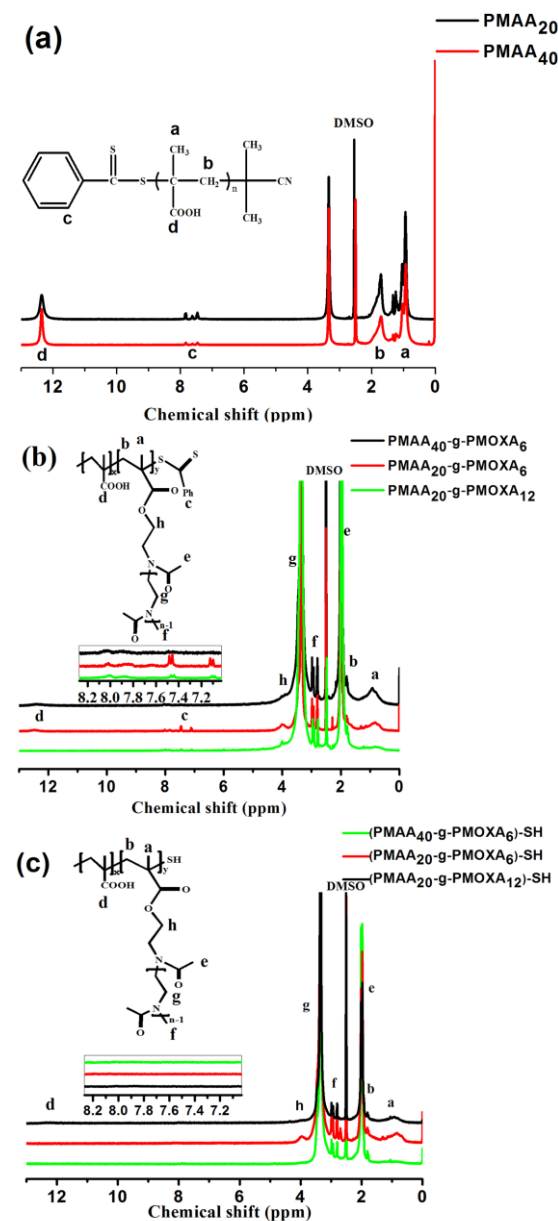 (a)
PMAA20
PMAA40
DMSO
a
CH3
b
S
S
C
CH2
n
CH3
CN
CH3
COOH
c
d
d
c
b
a
12 10 8 6 4 2 0
Chemical shift (ppm)
(b)
PMAA40-g-PMOXA6
PMAA20-g-PMOXA6
PMAA20-g-PMOXA12
DMSO
b a
x y S S
COOH
d
O
Ph
c
O
h
N
e
O
g
N
O
n-1
f
8.2 8.0 7.8 7.6 7.4 7.2
g
e
h
f
b
a
d
c
12 10 8 6 4 2 0
Chemical shift (ppm)
(c)
(PMAA40-g-PMOXA6)-SH
(PMAA20-g-PMOXA6)-SH
(PMAA20-g-PMOXA12)-SH
DMSO
b a
x y SH
COOH
d
O
O
h
N
e
O
g
N
O
n-1
f
8.2 8.0 7.8 7.6 7.4 7.2
g
e
h
f
b
a
d
12 10 8 6 4 2 0
Chemical shift (ppm)